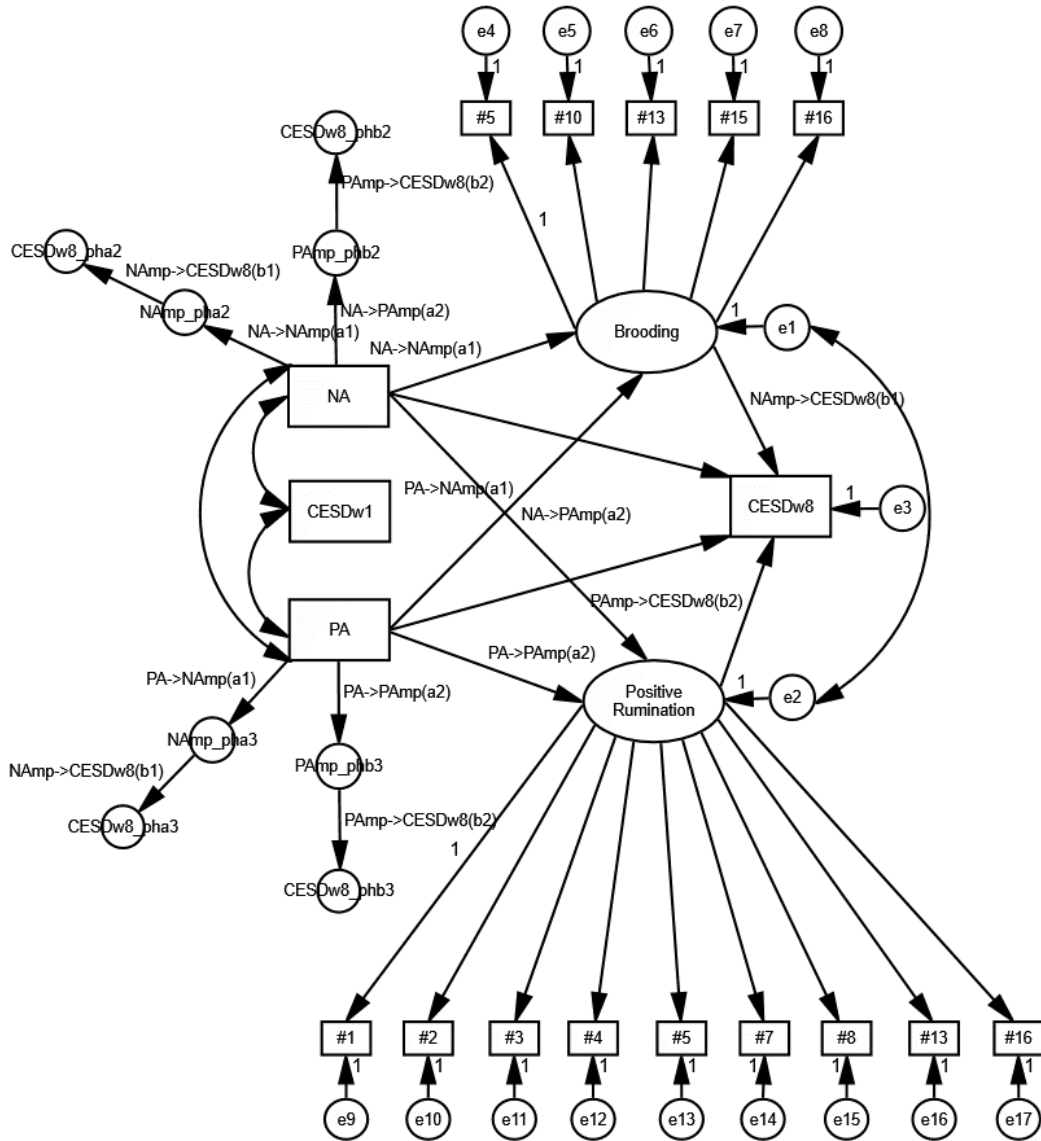 e4
e5
e6
e7
e8
1
1
1
1
1
#5
#10
#13
#15
#16
CESDw8_phb2
PAmp->CESDw8(b2)
1
CESDw8_pha2
PAmp_phb2
NAmp->CESDw8(b1)
NAmp_pha2
NA->PAmp(a2)
NA->NAmp(a1)
NA->NAmp(a1)
Brooding
1
e1
NA
NAmp->CESDw8(b1)
PA->NAmp(a1)
CESDw1
NA->PAmp(a2)
CESDw8
1
e3
PAmp->CESDw8(b2)
PA
PA->PAmp(a2)
PA->NAmp(a1)
PA->PAmp(a2)
Positive
Rumination
1
e2
NAmp_pha3
PAmp_phb3
NAmp->CESDw8(b1)
CESDw8_pha3
PAmp->CESDw8(b2)
1
CESDw8_phb3
#1
#2
#3
#4
#5
#7
#8
#13
#16
1
1
1
1
1
1
1
1
1
e9
e10
e11
e12
e13
e14
e15
e16
e17